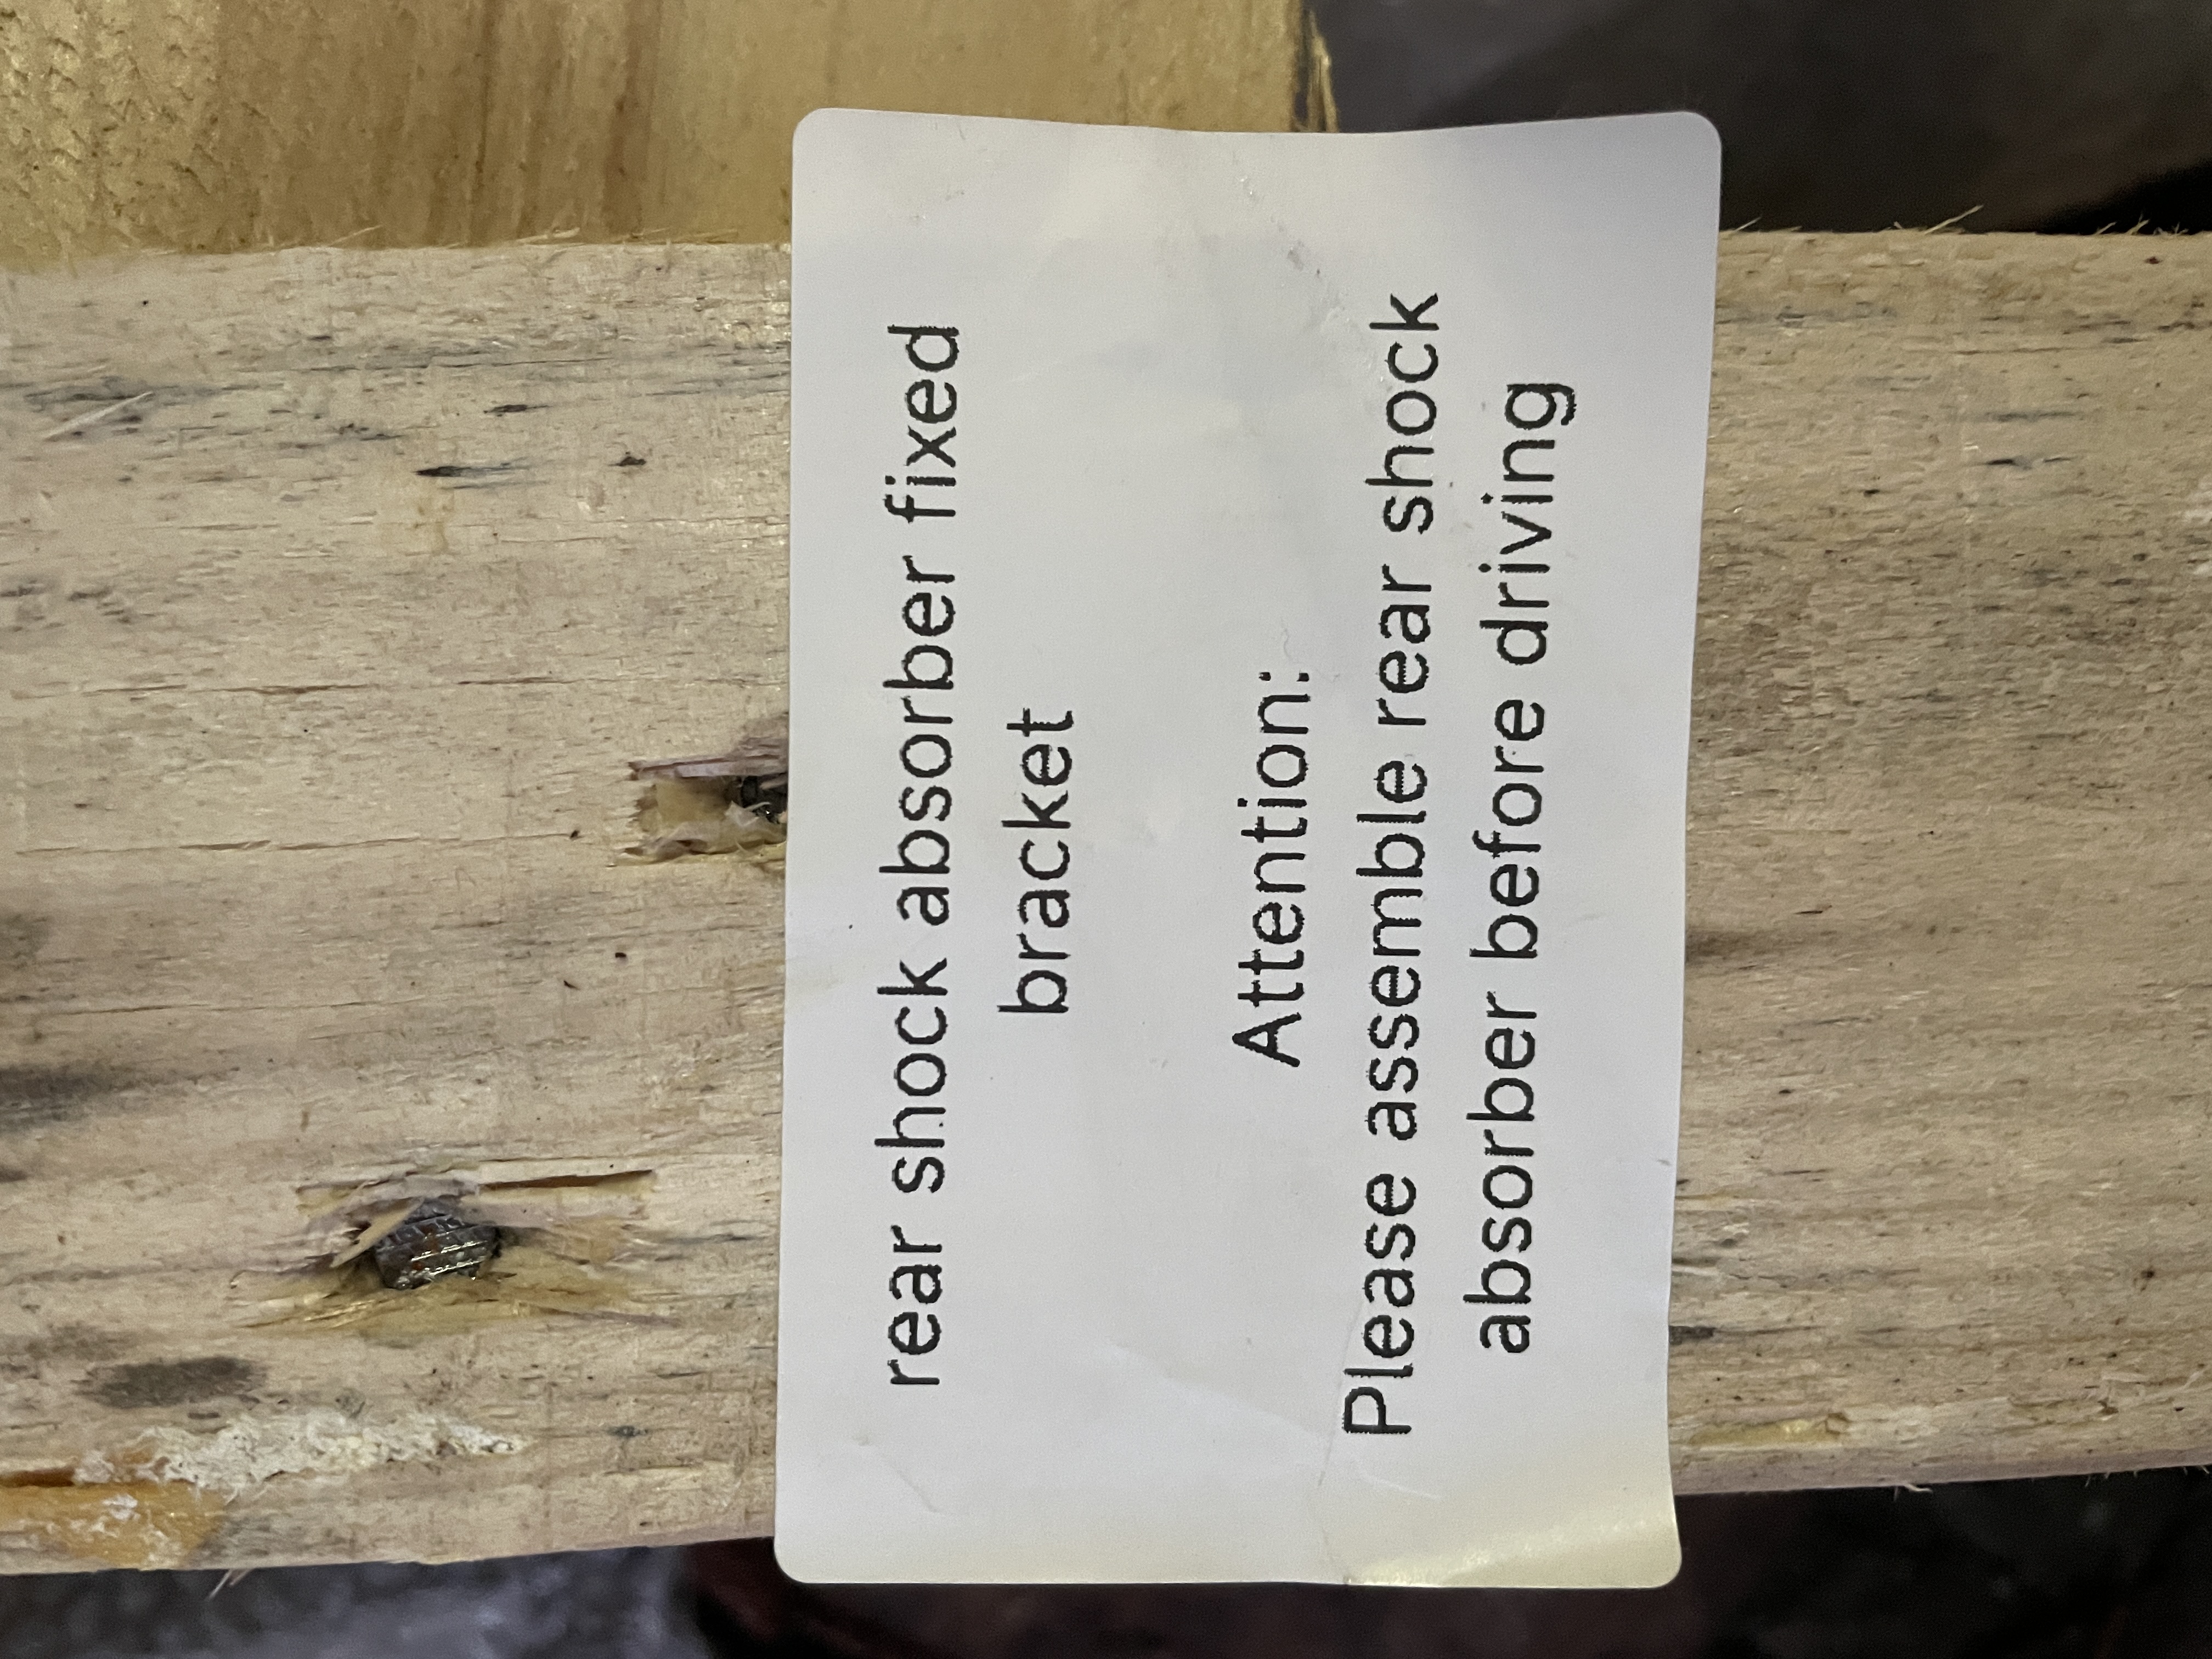 rear shock absorber fixed
bracket
Attention:
Please assemble rear shock
absorber before driving